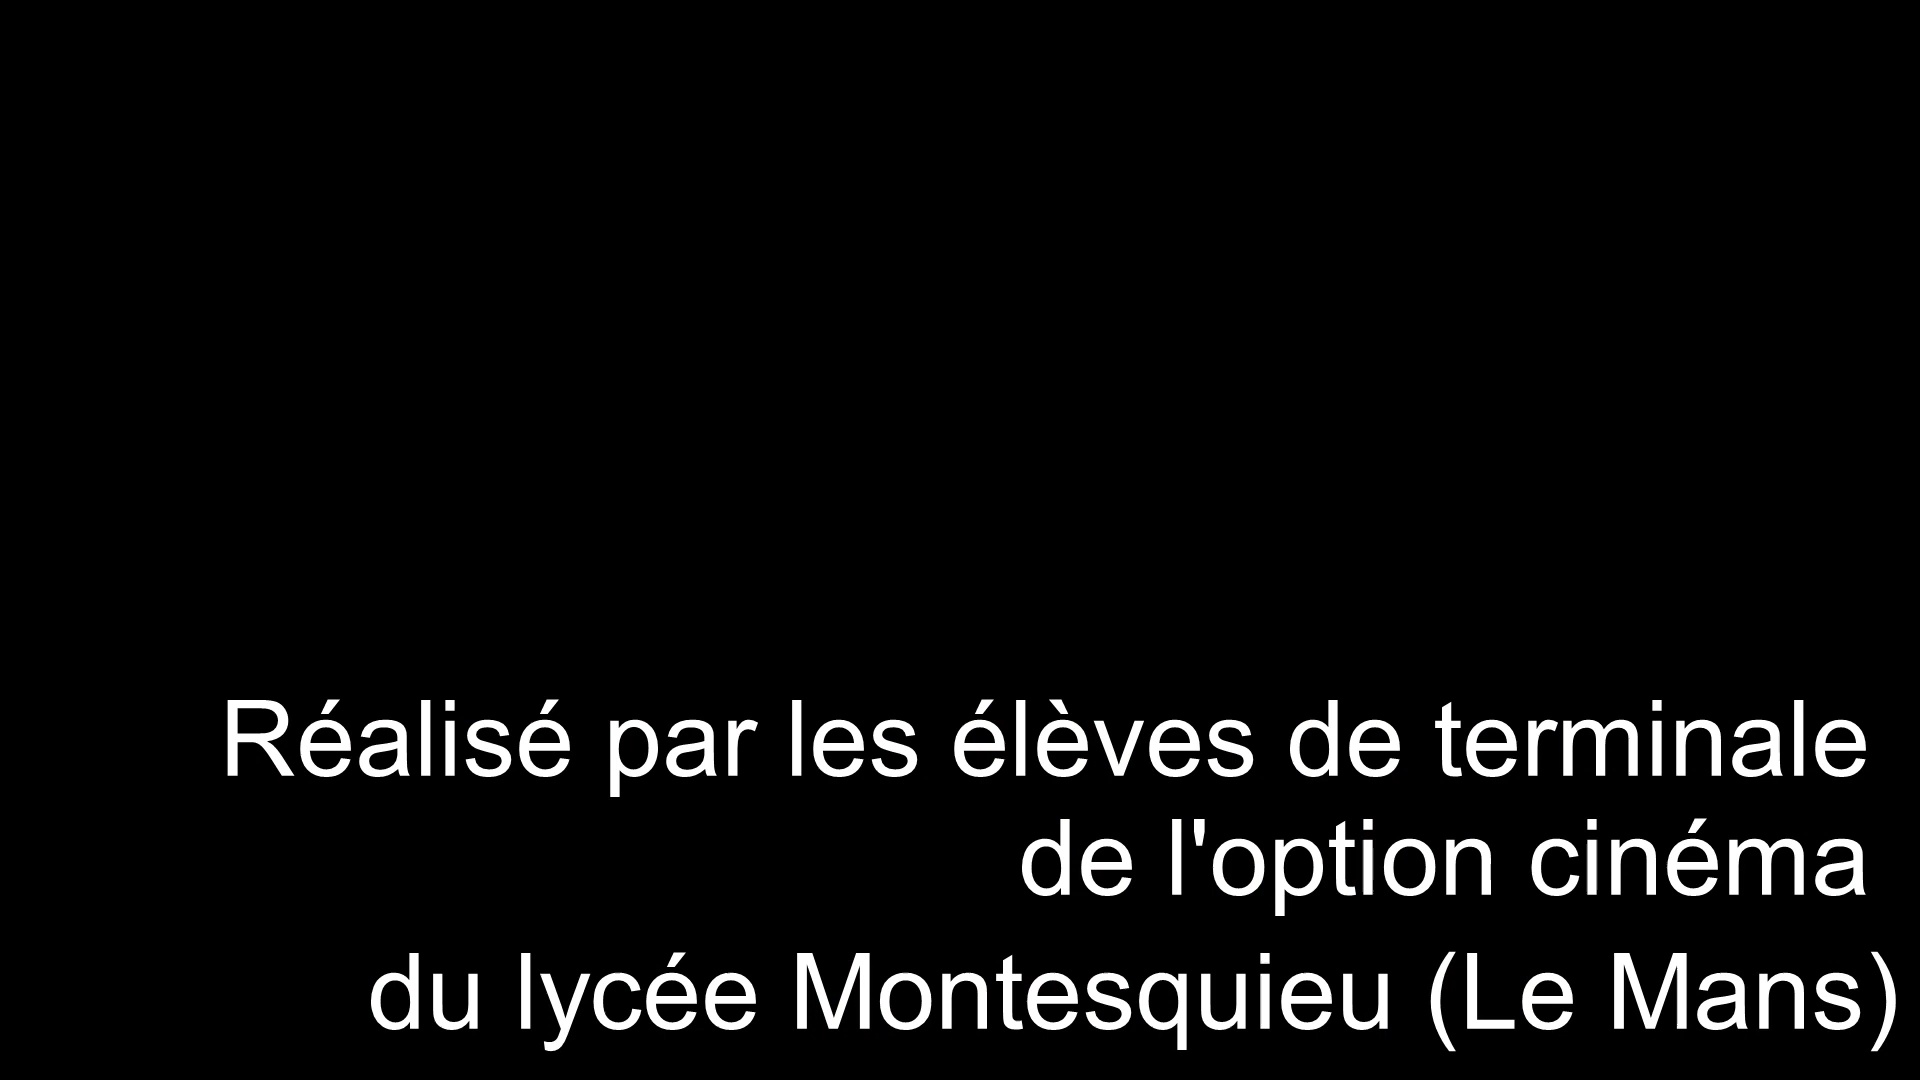 Réalisé par les élèves de terminale
de l'option cinéma
du lycée Montesquieu (Le Mans)